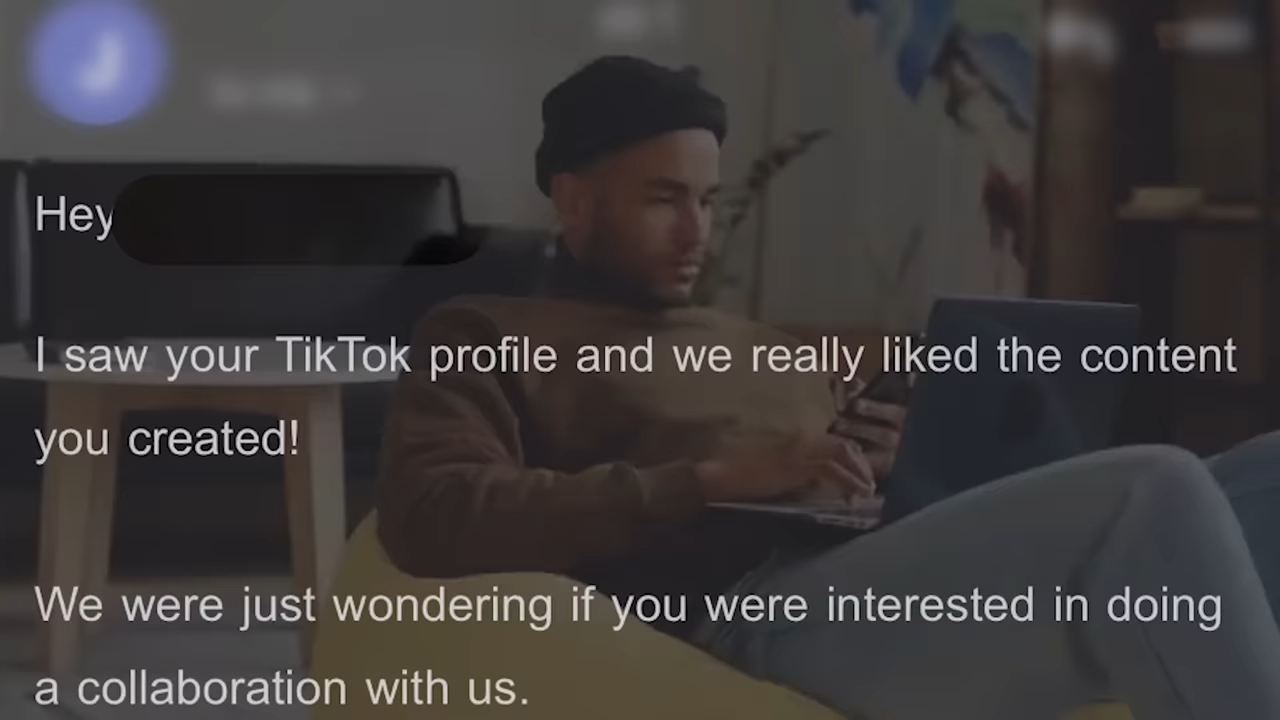 J
Hey
I saw your TikTok profile and we really liked the content
you created!
We were just wondering if you were interested in doing
a collaboration with us.